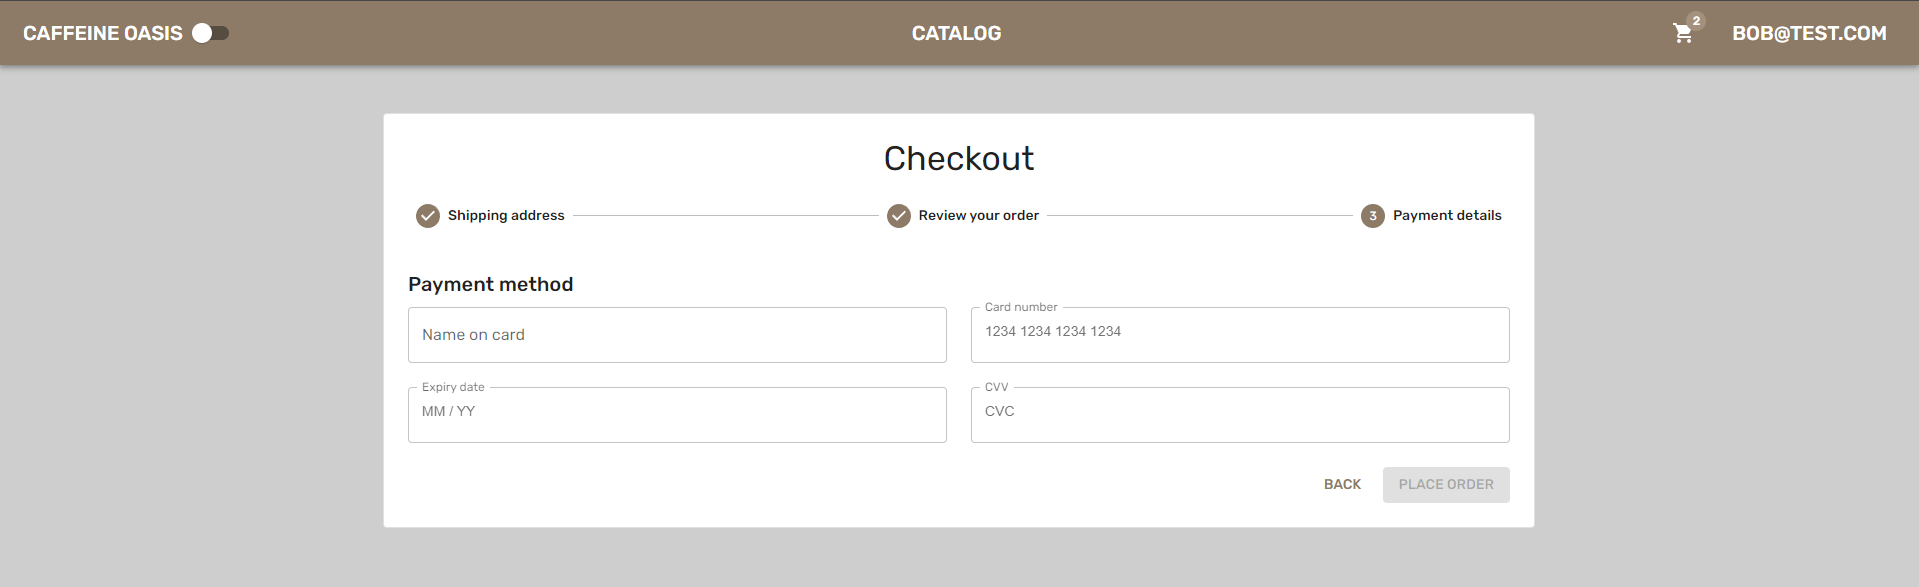 CAFFEINE OASIS
CATALOG
2
BOB@TEST.COM
Checkout
Shipping address
Review your order
3 Payment details
Payment method
Name on card
Card number
1234 1234 1234 1234
Expiry date
MM / YY
CVV
CVC
BACK
PLACE ORDER